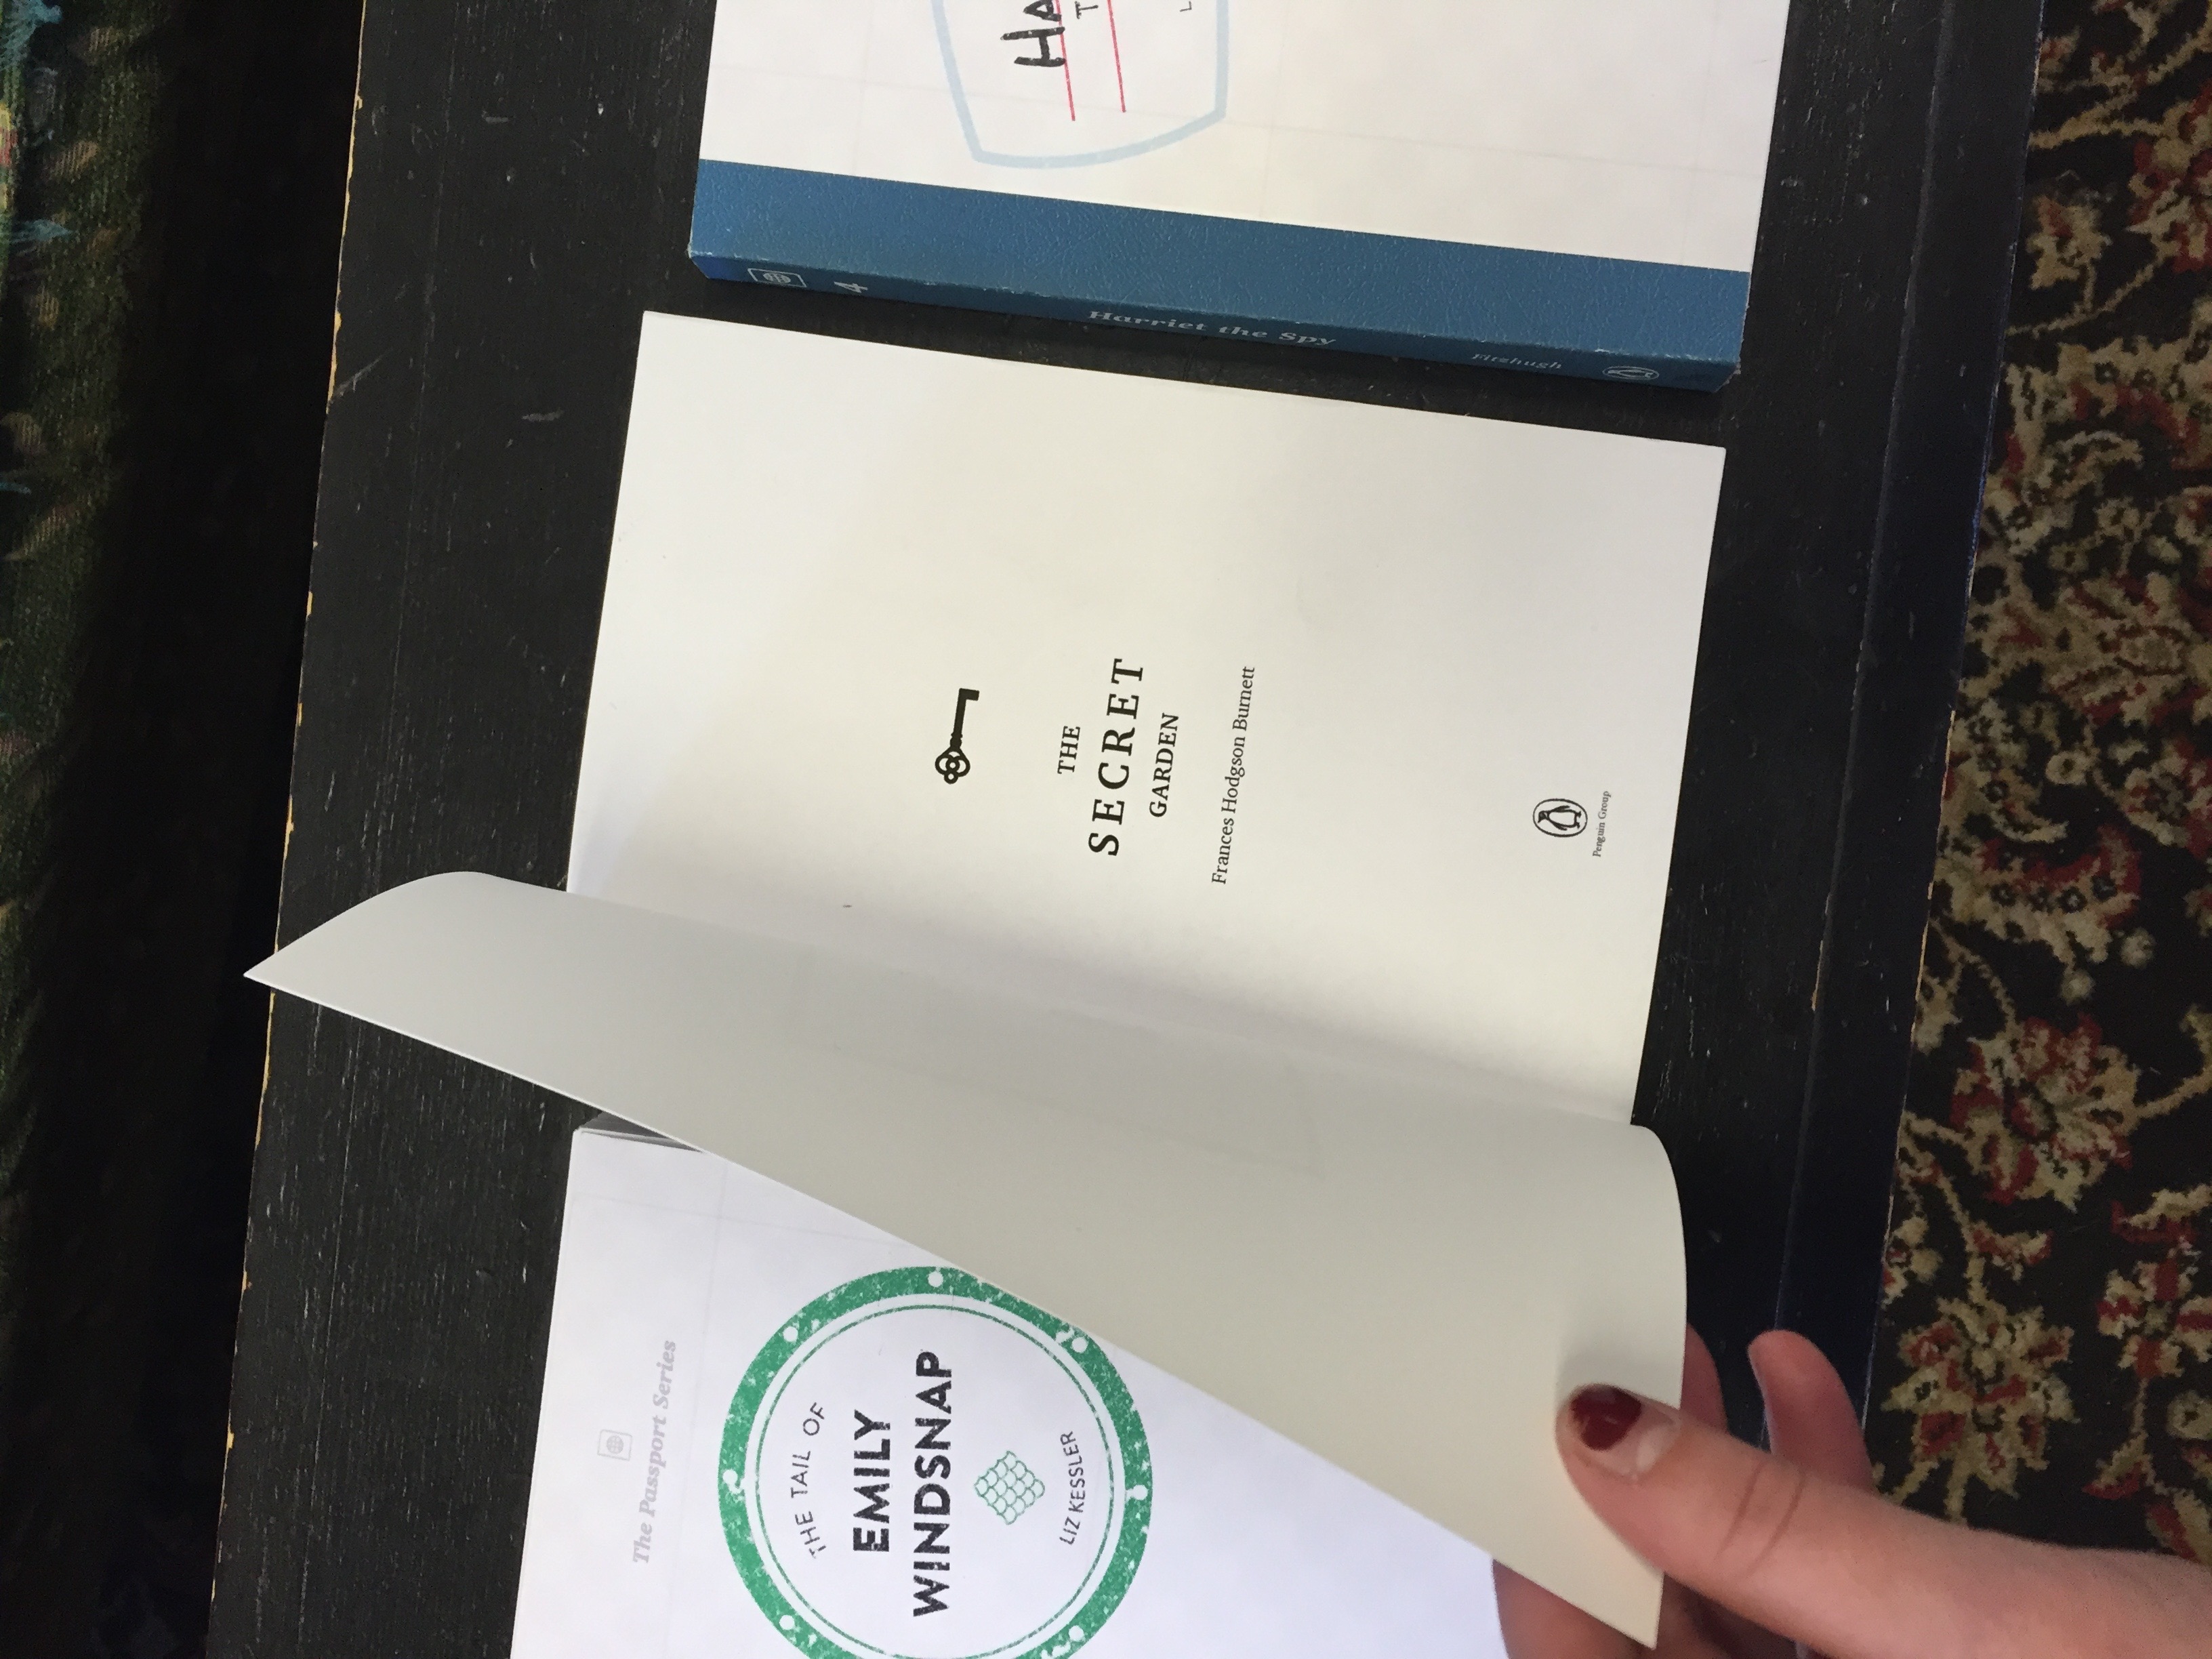 The Passport Series
THE TAIL OF
EMILY
WINDSNAP
LIZ KESSLER
THE
SECRET
GARDEN
Frances Hodgson Burnett
Penguin Group
4
Harriet the Spy
Fitzhugh
HA
T
L